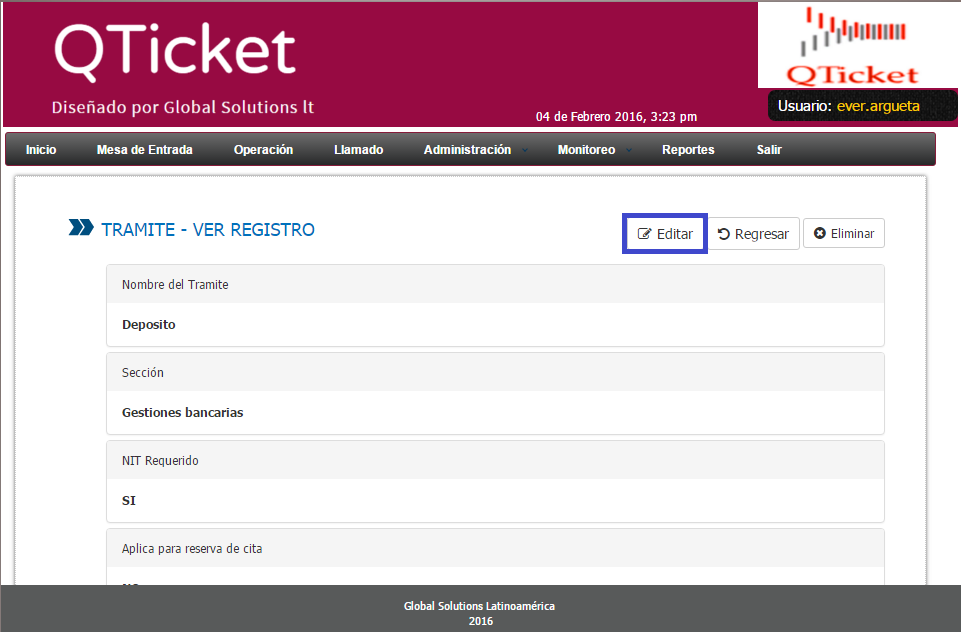 QTicket
Diseñado por Global Solutions It
QTicket
04 de Febrero 2016, 3:23 pm
Usuario: ever.argueta
Inicio Mesa de Entrada Operación Llamado Administración Monitoreo Reportes Salir
TRAMITE - VER REGISTRO
Editar Regresar Eliminar
Nombre del Tramite
Deposito
Sección
Gestiones bancarias
NIT Requerido
SI
Aplica para reserva de cita
Global Solutions Latinoamérica
2016